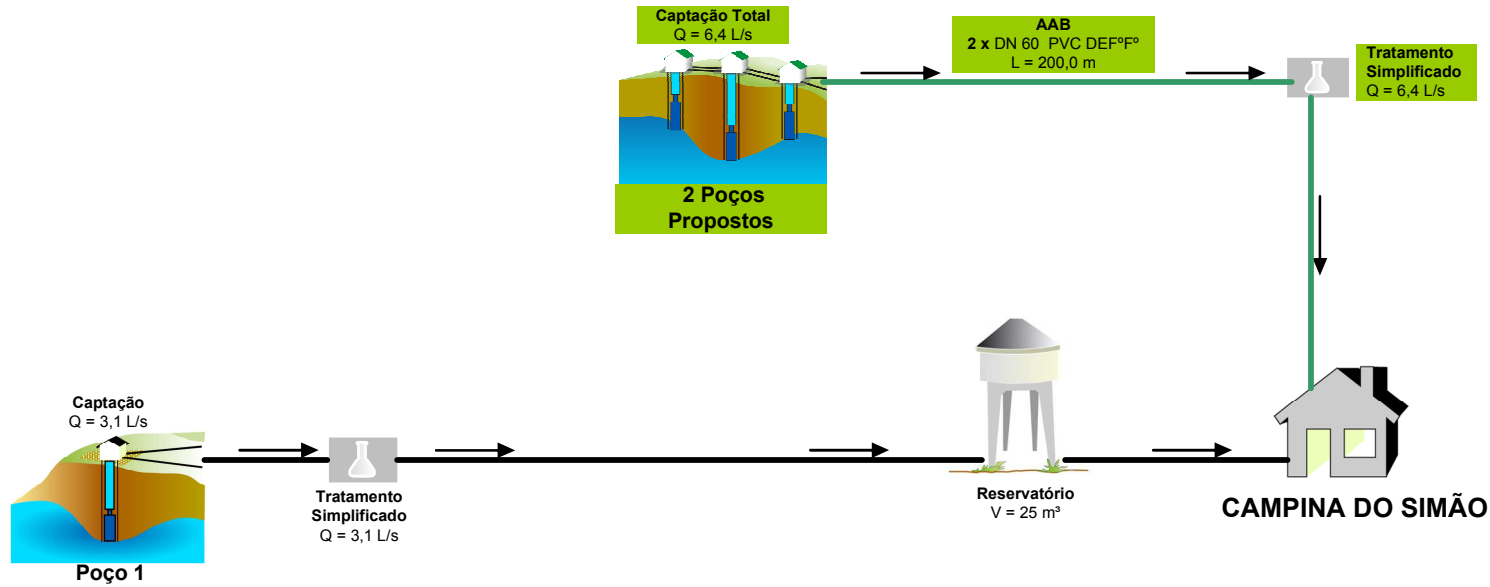 Captação Total
Q = 6,4 L/s
AAB
2 x DN 60 PVC DEFºFº
L = 200,0 m
Tratamento
Simplificado
Q = 6,4 L/s
2 Poços
Propostos
Captação
Q = 3,1 L/s
Tratamento
Simplificado
Q = 3,1 L/s
Reservatório
V = 25 m³
CAMPINA DO SIMÃO
Poço 1